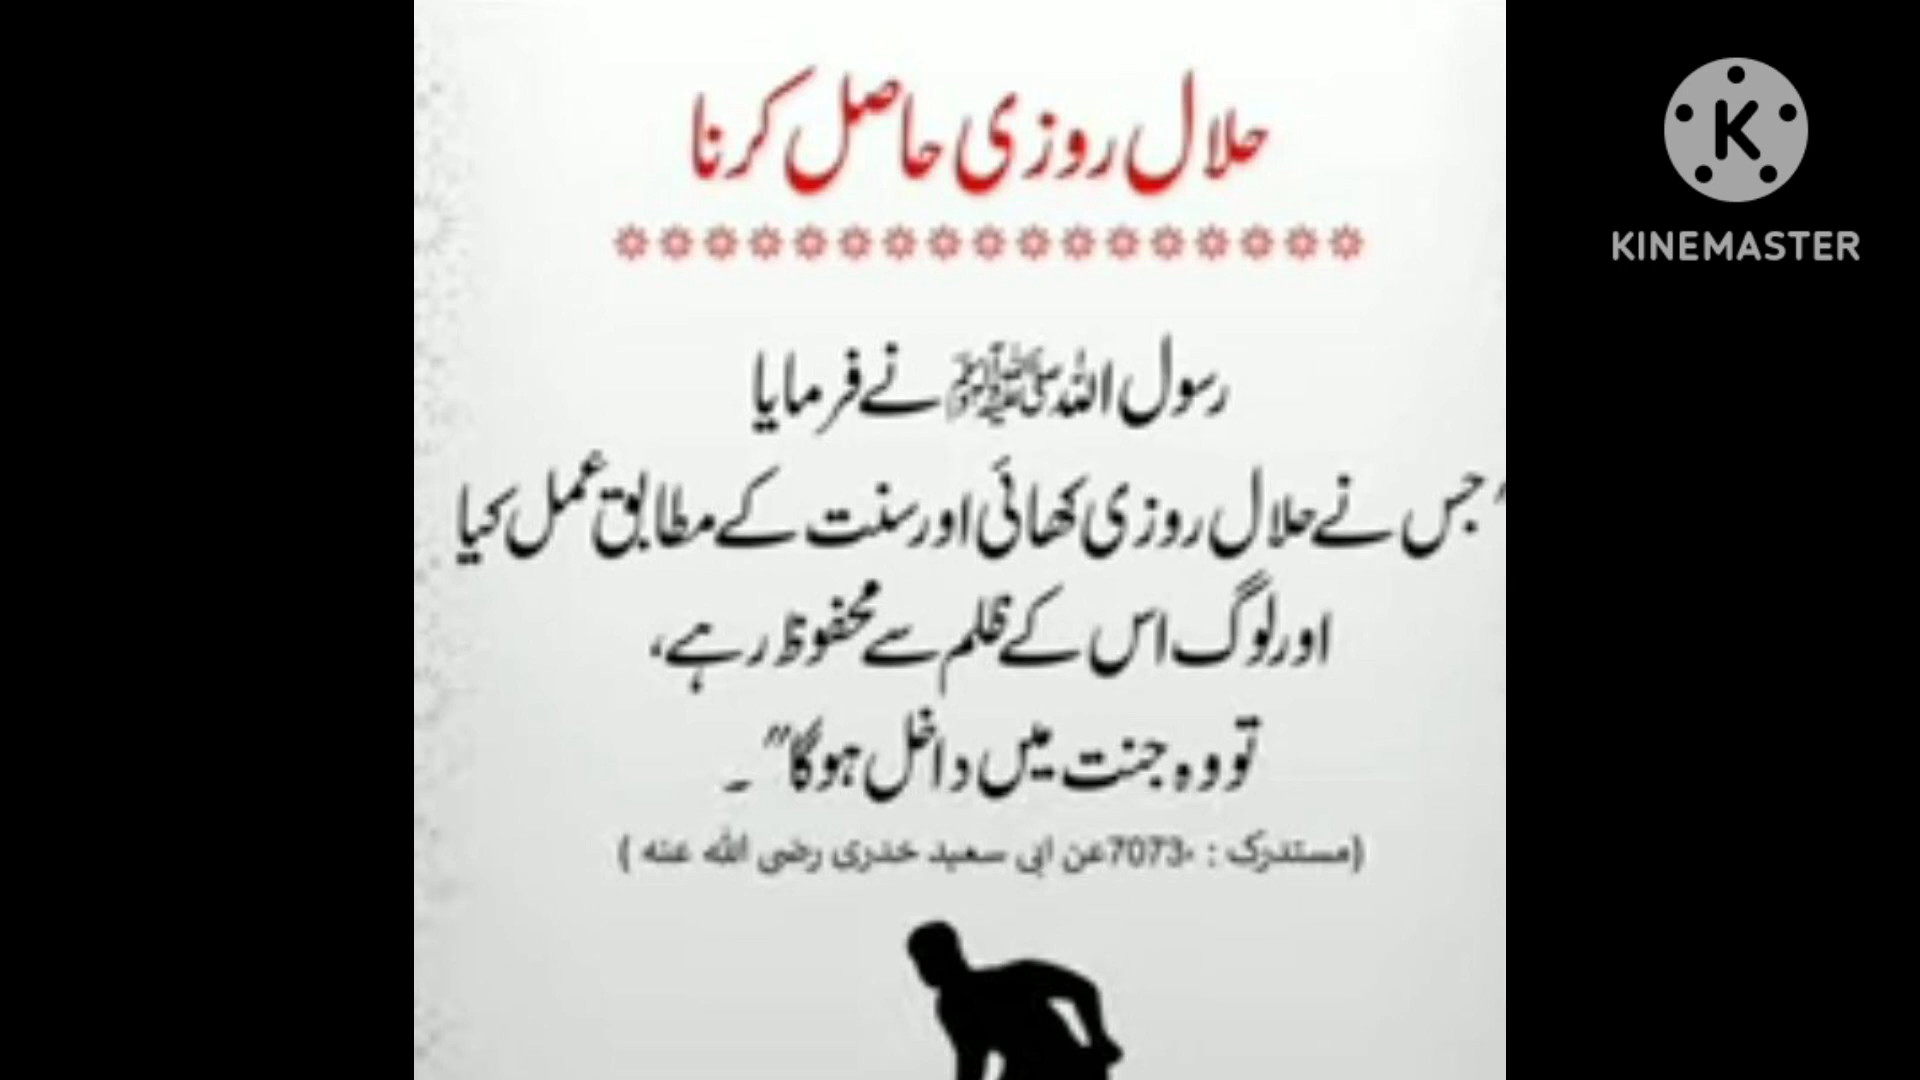 حلال روزی حاصل کرنا
رسول اللہ ﷺ نے فرمایا
"جس نے حلال روزی کھائی اور سنت کے مطابق عمل کیا
اور لوگ اس کے ظلم سے محفوظ رہے،
تو وہ جنت میں داخل ہوگا"۔
(مستدرک : 7073، عن ابی سعید خدری رضی اللہ عنہ )
K
KINEMASTER